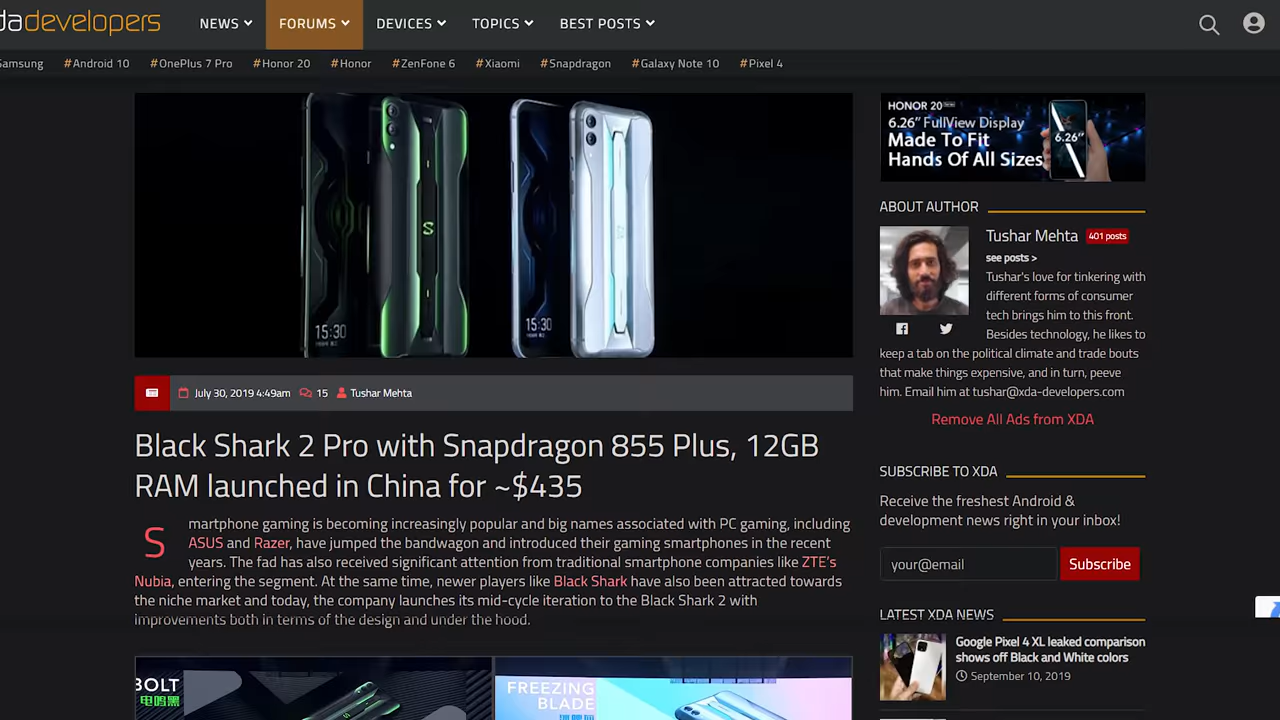 dadevelopers
NEWS
FORUMS
DEVICES
TOPICS
BEST POSTS
Samsung
#Android 10
#OnePlus 7 Pro
#Honor 20
#Honor
#ZenFone 6
#Xiaomi
#Snapdragon
#Galaxy Note 10
#Pixel 4
15:30
15:30
July 30, 2019 4:49am
15
Tushar Mehta
Black Shark 2 Pro with Snapdragon 855 Plus, 12GB
RAM launched in China for ~$435
Smartphone gaming is becoming increasingly popular and big names associated with PC gaming, including
ASUS and Razer, have jumped the bandwagon and introduced their gaming smartphones in the recent
years. The fad has also received significant attention from traditional smartphone companies like ZTE's
Nubia, entering the segment. At the same time, newer players like Black Shark have also been attracted towards
the niche market and today, the company launches its mid-cycle iteration to the Black Shark 2 with
improvements both in terms of the design and under the hood.
BOLT
电鸣黑
FREEZING
BLADE
HONOR 20
6.26" FullView Display
Made To Fit
Hands Of All Sizes
6.26"
ABOUT AUTHOR
Tushar Mehta
401 posts
see posts >
Tushar's love for tinkering with
different forms of consumer
tech brings him to this front.
Besides technology, he likes to
keep a tab on the political climate and trade bouts
that make things expensive, and in turn, peeve
him. Email him at tushar@xda-developers.com
Remove All Ads from XDA
SUBSCRIBE TO XDA
Receive the freshest Android &
development news right in your inbox!
your@email
Subscribe
LATEST XDA NEWS
Google Pixel 4 XL leaked comparison
shows off Black and White colors
September 10, 2019